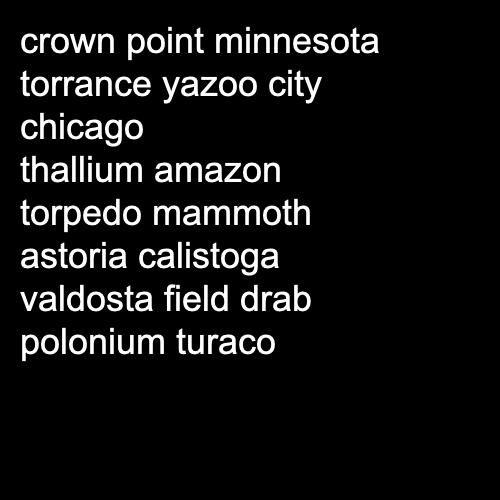 crown point minnesota
torrance yazoo city
chicago
thallium amazon
torpedo mammoth
astoria calistoga
valdosta field drab
polonium turaco